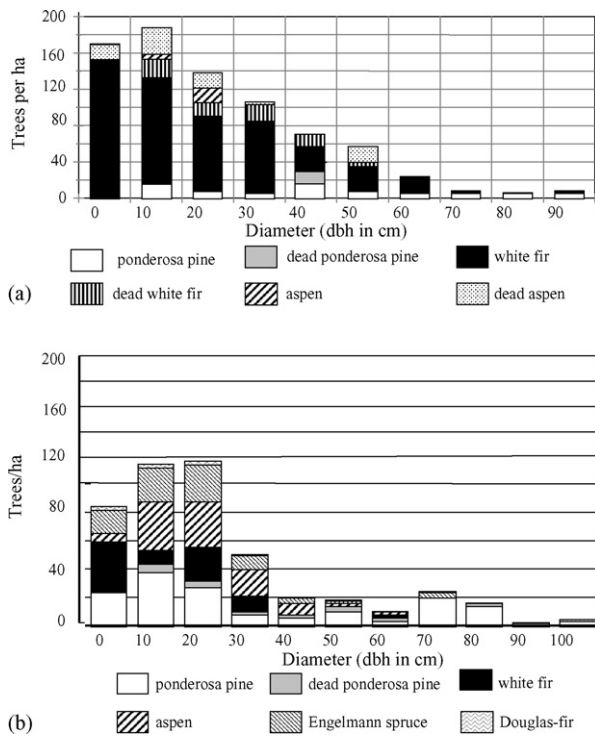 200
160
120
80
40
0
Trees per ha
0 10 20 30 40 50 60 70 80 90
Diameter (dbh in cm)
ponderosa pine dead ponderosa pine white fir
(a) dead white fir aspen dead aspen
200
160
120
80
40
0
Trees/ha
0 10 20 30 40 50 60 70 80 90 100
Diameter (dbh in cm)
ponderosa pine dead ponderosa pine white fir
(b) aspen Engelmann spruce Douglas-fir